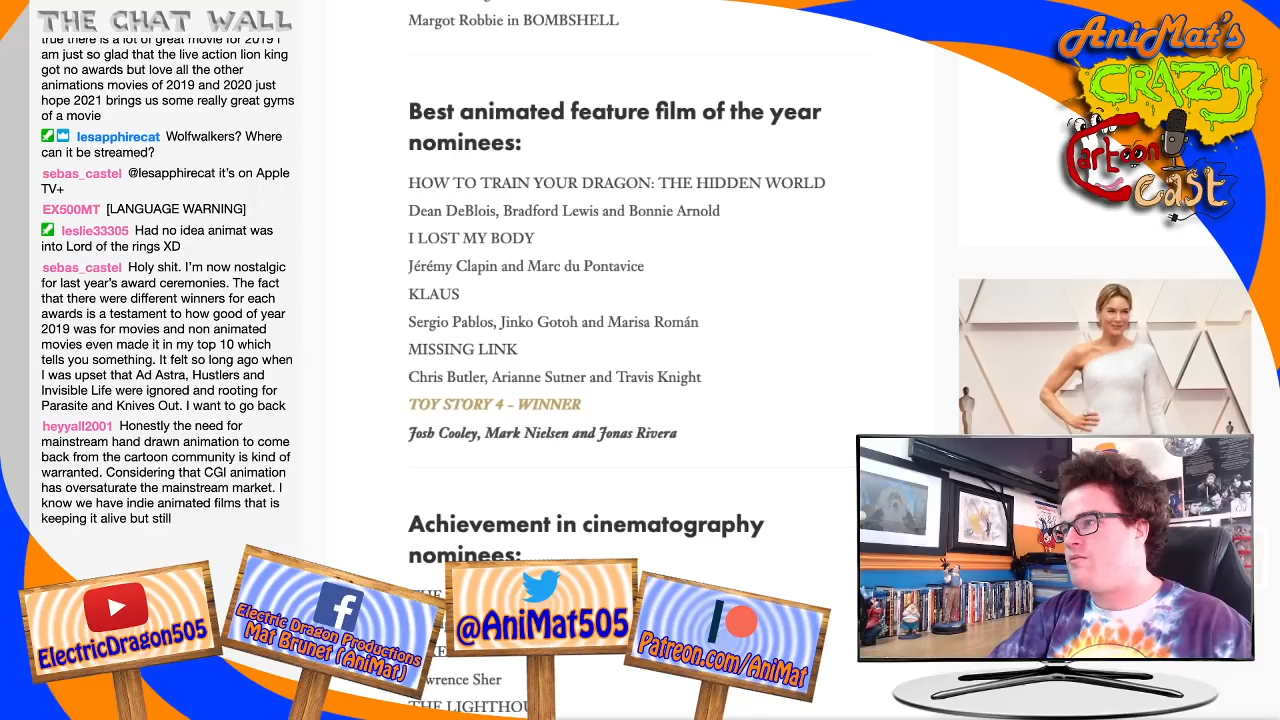 THE CHAT WALL
true there is a lot of great movie for 2019 I
am just so glad that the live action lion king
got no awards but love all the other
animations movies of 2019 and 2020 just
hope 2021 brings us some really great gyms
of a movie
lesapphirecat Wolfwalkers? Where
can it be streamed?
sebas_castel @lesapphirecat it's on Apple
TV+
EX500MT [LANGUAGE WARNING]
leslie33305 Had no idea animat was
into Lord of the rings XD
sebas_castel Holy shit. I'm now nostalgic
for last year's award ceremonies. The fact
that there were different winners for each
awards is a testament to how good of year
2019 was for movies and non animated
movies even made it in my top 10 which
tells you something. It felt so long ago when
I was upset that Ad Astra, Hustlers and
Invisible Life were ignored and rooting for
Parasite and Knives Out. I want to go back
heyyall2001 Honestly the need for
mainstream hand drawn animation to come
back from the cartoon community is kind of
warranted. Considering that CGI animation
has oversaturate the mainstream market. I
know we have indie animated films that is
keeping it alive but still
Margot Robbie in BOMBSHELL
Best animated feature film of the year
nominees:
HOW TO TRAIN YOUR DRAGON: THE HIDDEN WORLD
Dean DeBlois, Bradford Lewis and Bonnie Arnold
I LOST MY BODY
Jérémy Clapin and Marc du Pontavice
KLAUS
Sergio Pablos, Jinko Gotoh and Marisa Román
MISSING LINK
Chris Butler, Arianne Sutner and Travis Knight
TOY STORY 4 - WINNER
Josh Cooley, Mark Nielsen and Jonas Rivera
Achievement in cinematography
nominees:
THE
wrence Sher
THE LIGHTHOU
AniMat's
CRAZY
Cartoon
Cast
ElectricDragon505
Electric Dragon Productions
Mat Brunet (AniMat)
@AniMat505
Patreon.com/AniMat